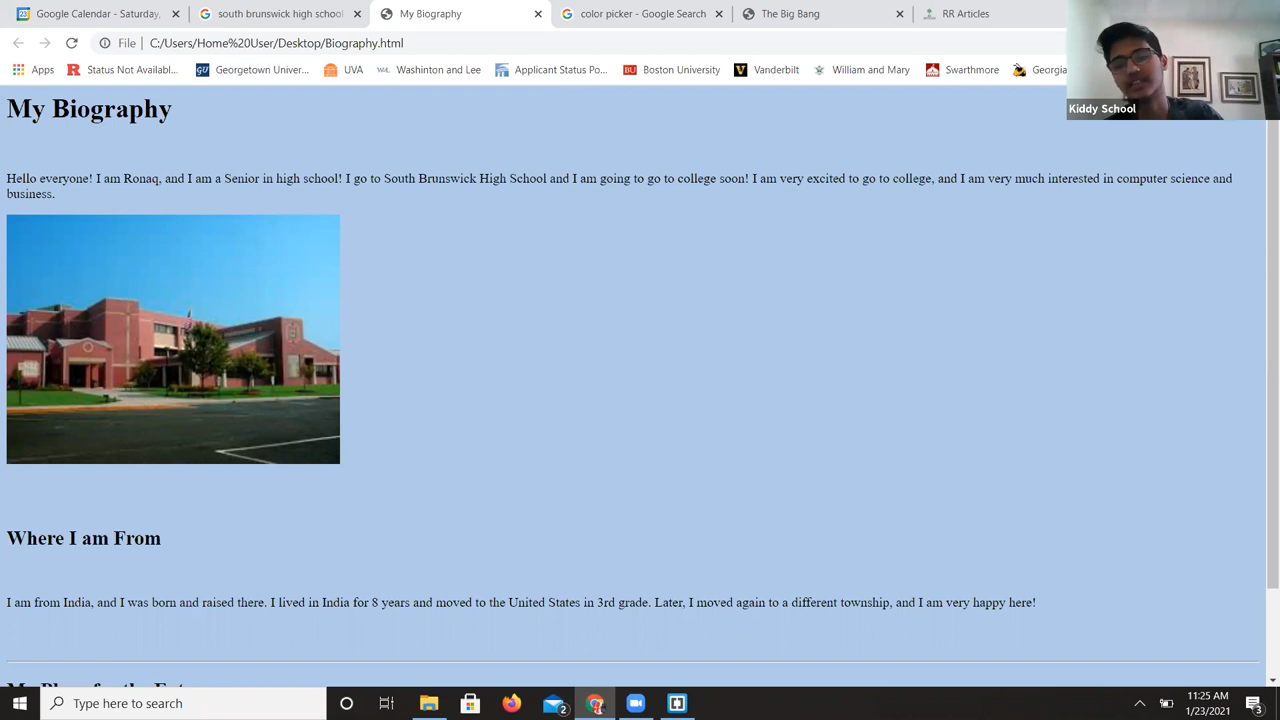 Google Calendar - Saturday,
south brunswick high school
My Biography
color picker - Google Search
The Big Bang
RR Articles
File
C:/Users/Home%20User/Desktop/Biography.html
Apps
Status Not Availabl...
Georgetown Univer...
UVA
Washinton and Lee
Applicant Status Po...
Boston University
Vanderbilt
William and Mary
Swarthmore
Georgia
Kiddy School
My Biography
Hello everyone! I am Ronaq, and I am a Senior in high school! I go to South Brunswick High School and I am going to go to college soon! I am very excited to go to college, and I am very much interested in computer science and
business.
Where I am From
I am from India, and I was born and raised there. I lived in India for 8 years and moved to the United States in 3rd grade. Later, I moved again to a different township, and I am very happy here!
Type here to search
2
11:25 AM
1/23/2021
3